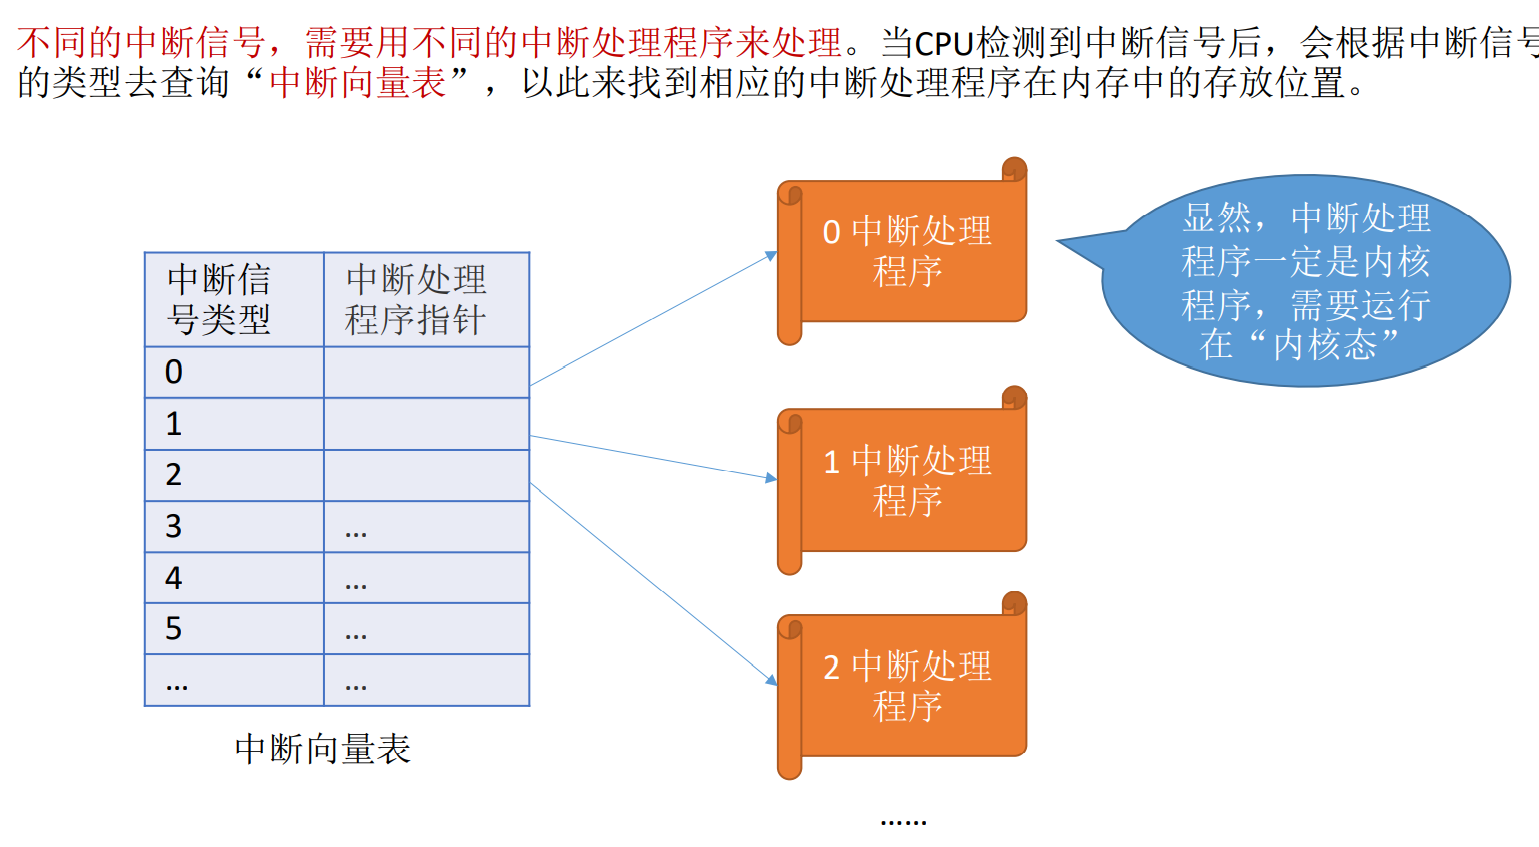 不同的中断信号，需要用不同的中断处理程序来处理。当CPU检测到中断信号后，会根据中断信号
的类型去查询“中断向量表”，以此来找到相应的中断处理程序在内存中的存放位置。
中断信
号类型
中断处理
程序指针
0
1
2
3
...
4
...
5
...
...
...
中断向量表
0 中断处理
程序
1 中断处理
程序
2 中断处理
程序
......
显然，中断处理
程序一定是内核
程序，需要运行
在“内核态”